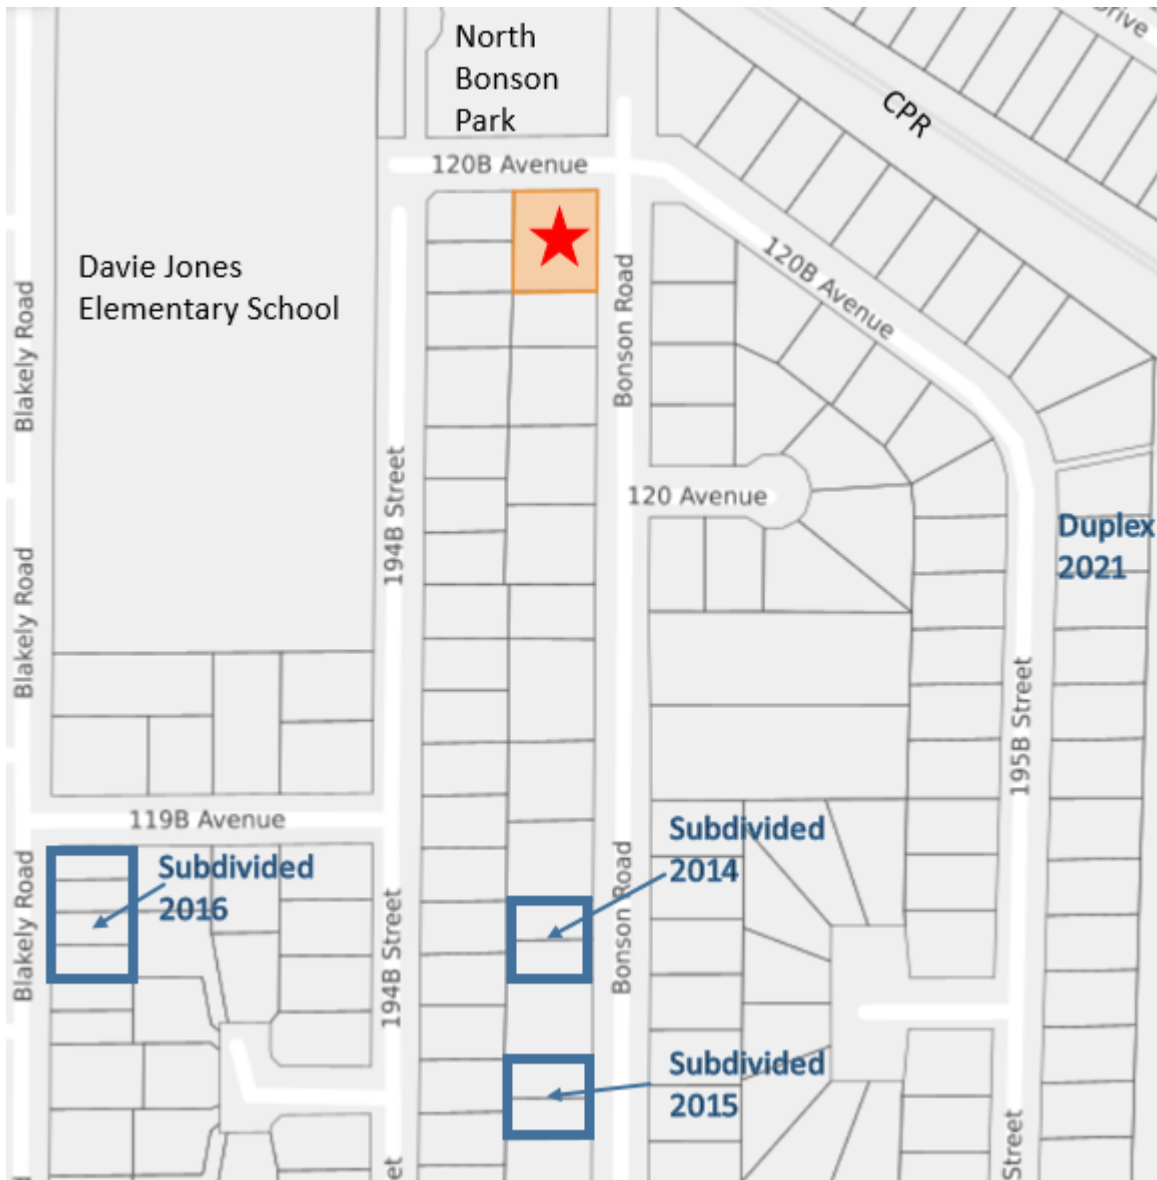 North
Bonson
Park
Drive
CPR
120B Avenue
Davie Jones
Elementary School
Blakely Road
Bonson Road
120B Avenue
194B Street
120 Avenue
Duplex
2021
Blakely Road
195B Street
119B Avenue
Subdivided
2014
Subdivided
2016
Blakely Road
194B Street
Bonson Road
Subdivided
2015
Street